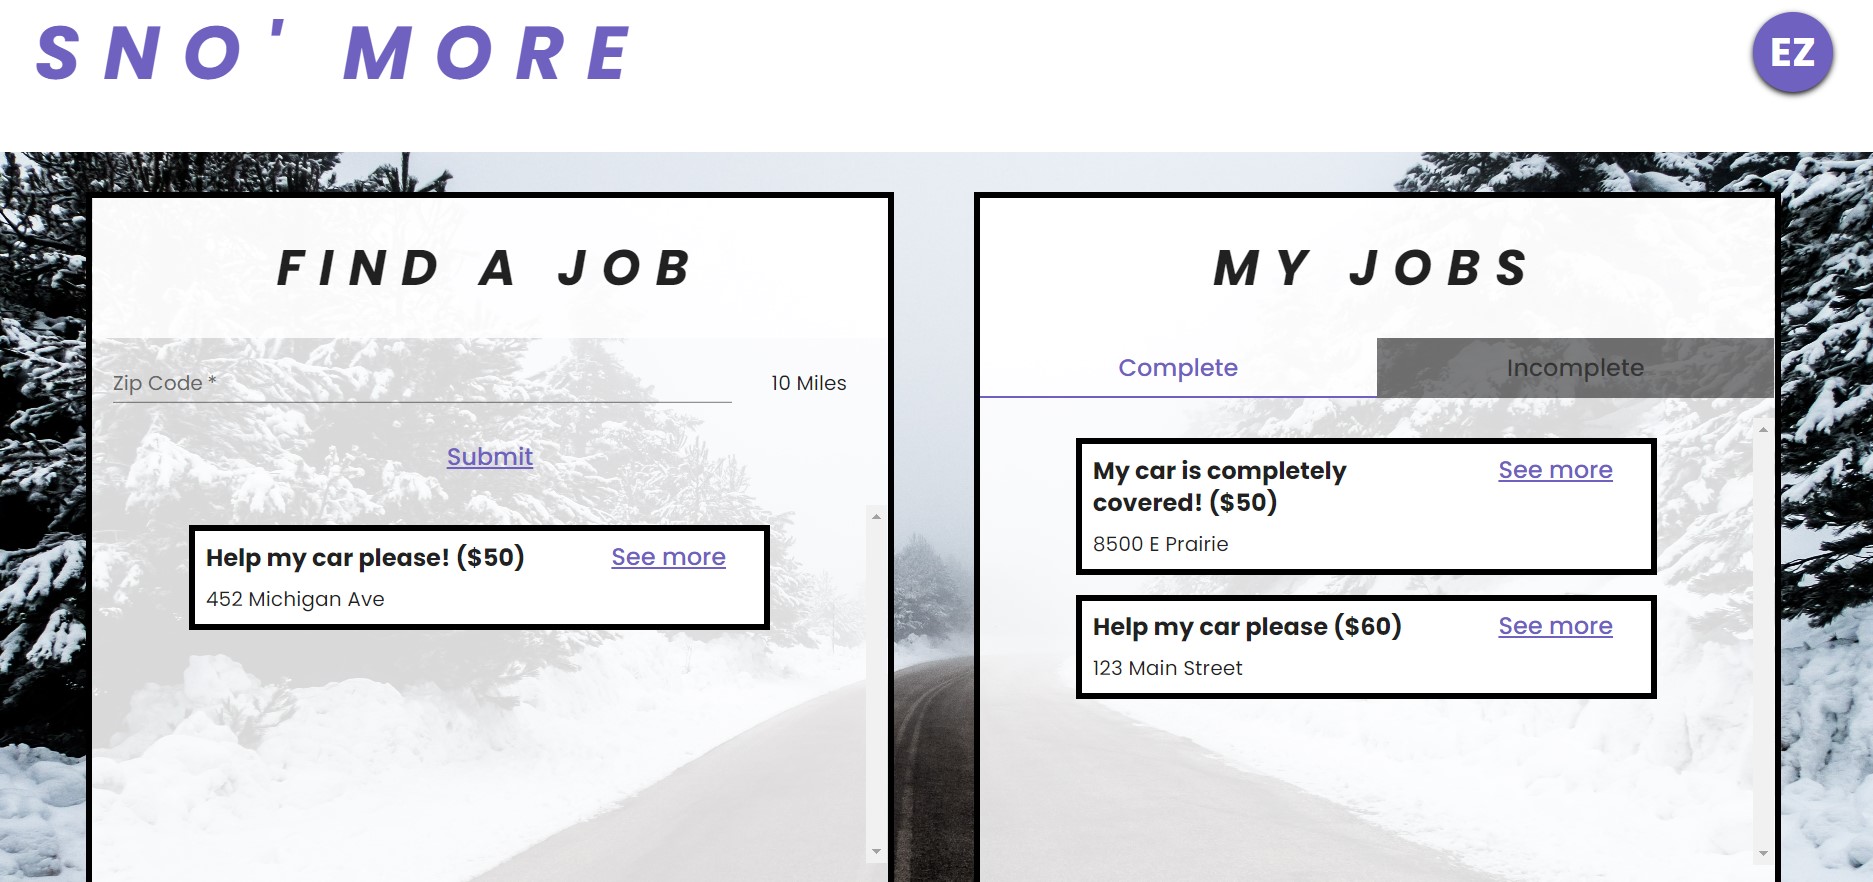 SNO' MORE
EZ
FIND A JOB
Zip Code *
10 Miles
Submit
Help my car please! ($50)
See more
452 Michigan Ave
MY JOBS
Complete
Incomplete
My car is completely
covered! ($50)
See more
8500 E Prairie
Help my car please ($60)
See more
123 Main Street